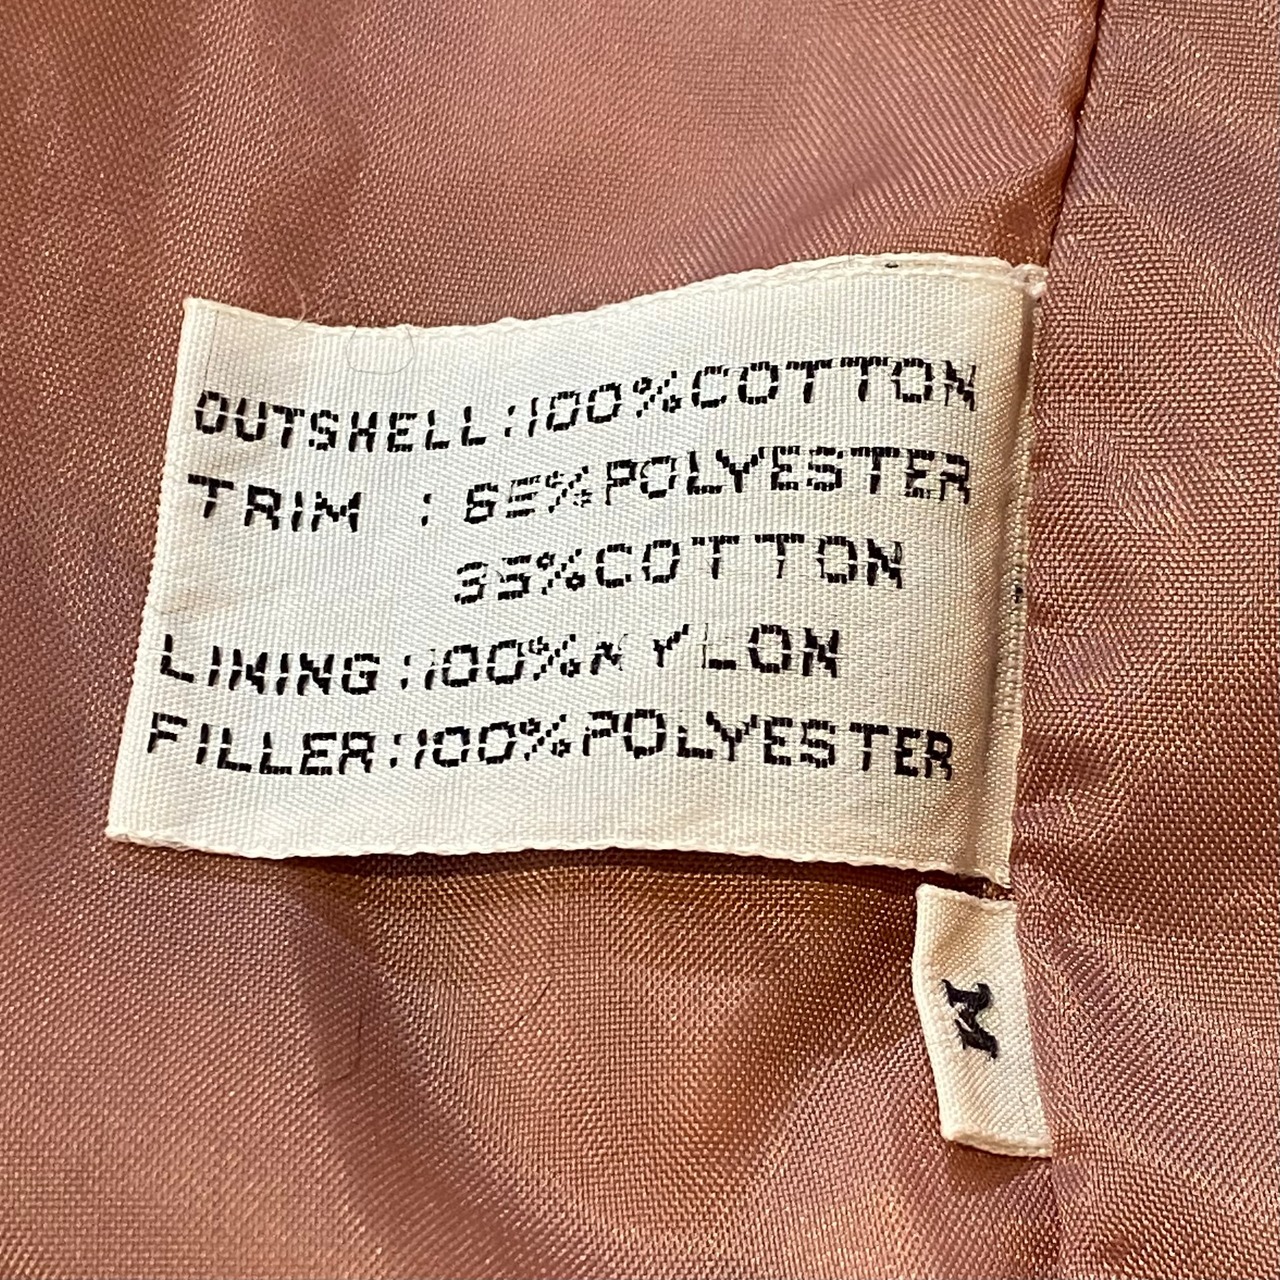 OUTSHELL:100%COTTON
TRIM : 65%POLYESTER
35%COTTON
LINING:100%NYLON
FILLER:100%POLYESTER
M